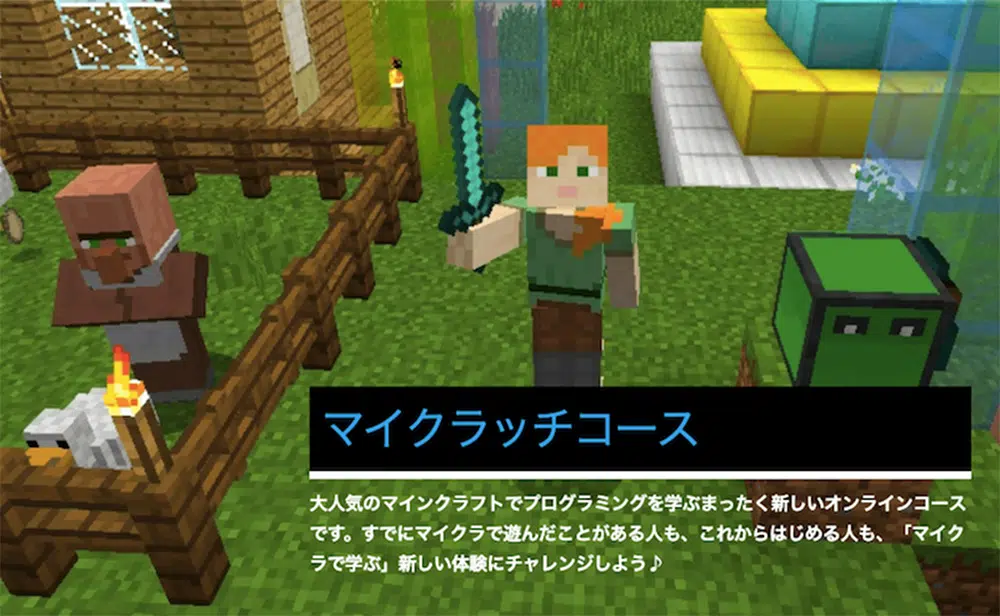 マイクラッチコース
大人気のマインクラフトでプログラミングを学ぶまったく新しいオンラインコース
です。すでにマイクラで遊んだことがある人も、これからはじめる人も、「マイク
ラで学ぶ」新しい体験にチャレンジしよう♪